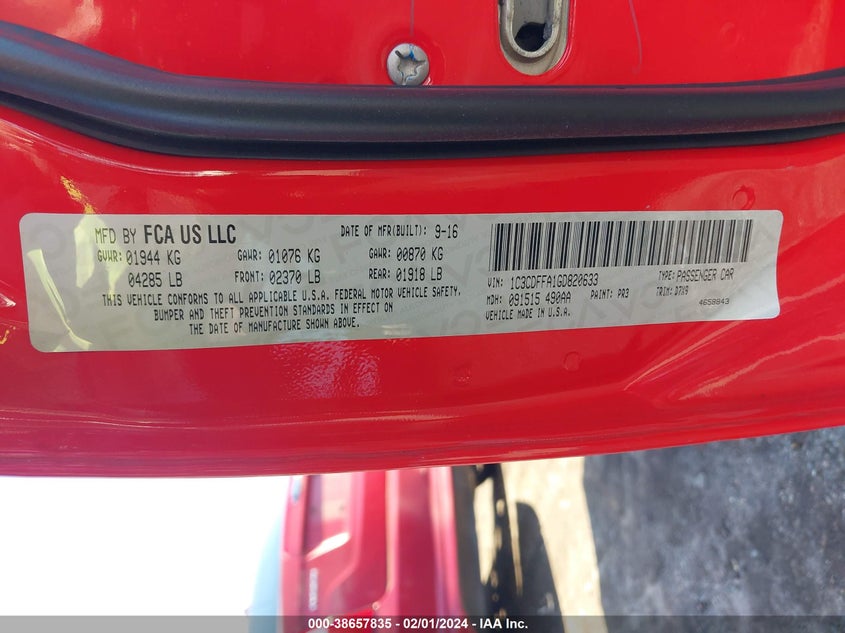 MFD BY FCA US LLC
DATE OF MFR(BUILT): 9-16
GVWR: 01944 KG GAWR: 01076 KG GAWR: 00870 KG
04285 LB FRONT: 02370 LB REAR: 01918 LB
THIS VEHICLE CONFORMS TO ALL APPLICABLE U.S.A. FEDERAL MOTOR VEHICLE SAFETY,
BUMPER AND THEFT PREVENTION STANDARDS IN EFFECT ON
THE DATE OF MANUFACTURE SHOWN ABOVE.
VIN: 1C3CDFFA1GD820633 TYPE: PASSENGER CAR
MDH: 091515 490AA PAINT: PR3 TRIM: D7X9
VEHICLE MADE IN U.S.A. 4658843
000-38657835 - 02/01/2024 - IAA Inc.